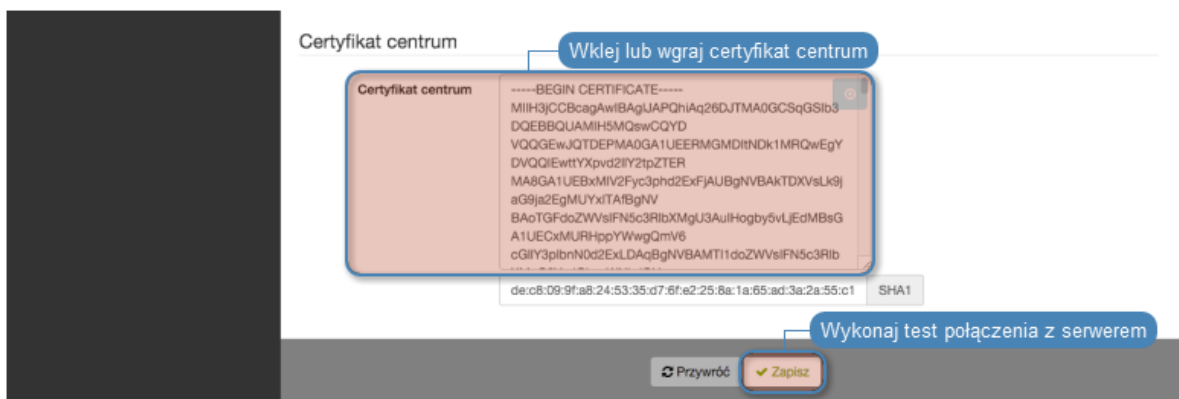 Certyfikat centrum
Wklej lub wgraj certyfikat centrum
Certyfikat centrum
-----BEGIN CERTIFICATE-----
MIIH3jCCBcagAwIBAgIJAPQhiAq26DJTMA0GCSqGSIb3
DQEBBQUAMIH5MQswCQYD
VQQGEwJQTDEPMA0GA1UEERMGMDItNDk1MRQwEgY
DVQQIEwttYXpvd2llY2tpZTER
MA8GA1UEBxMIV2Fyc3phd2ExFjAUBgNVBAkTDXVsLk9j
aG9ja2EgMUYxITAfBgNV
BAoTGFdoZWVsIFN5c3RlbXMgU3AuIHogby5vLjEdMBsG
A1UECxMURHppYWwgQmV6
cGllY3plbnN0d2ExLDAqBgNVBAMTI1doZWVsIFN5c3Rlb
de:c8:09:9f:a8:24:53:35:d7:6f:e2:25:8a:1a:65:ad:3a:2a:55:c1 SHA1
Wykonaj test połączenia z serwerem
Przywróć Zapisz